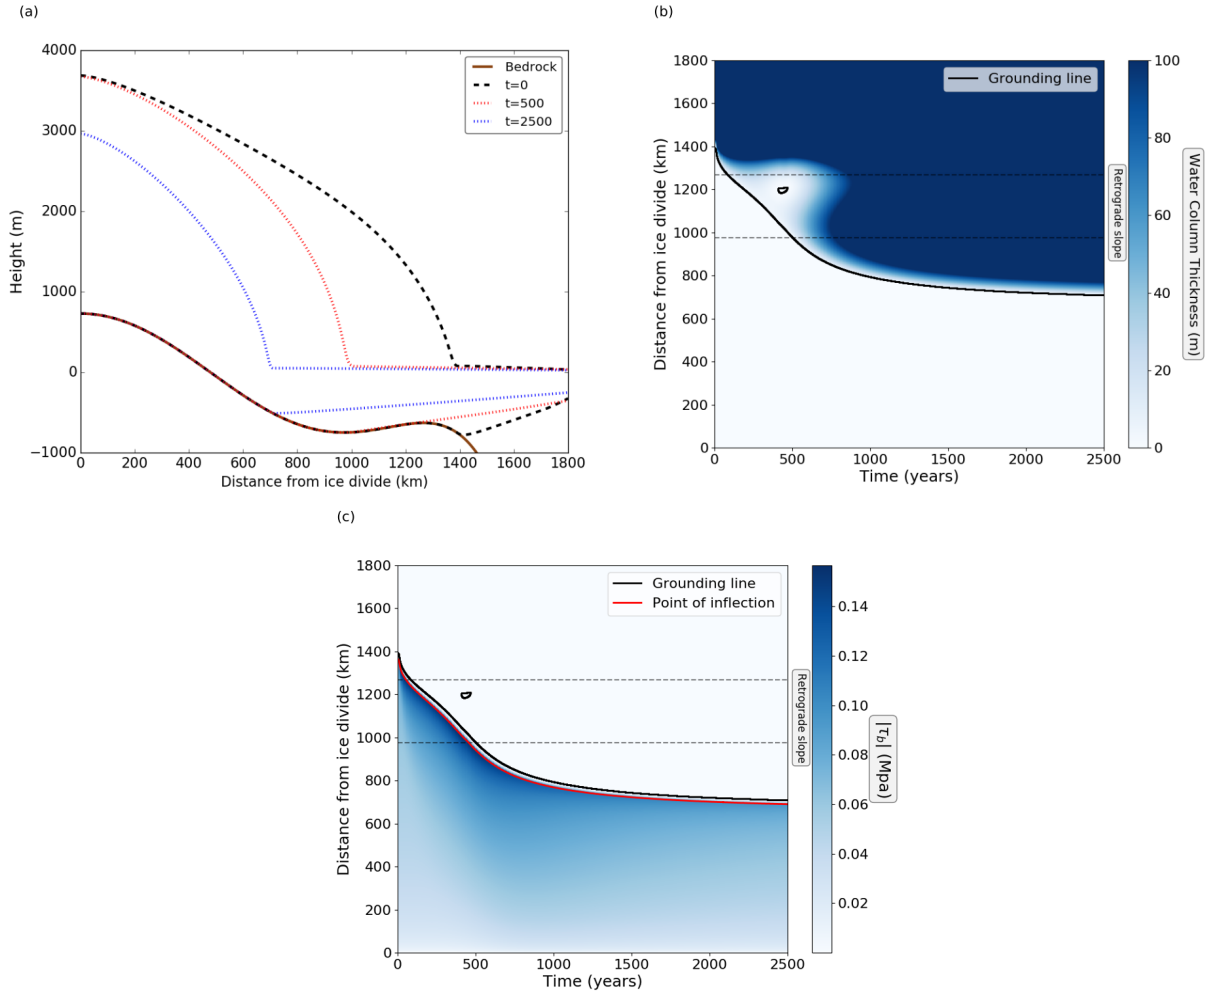 (a)
4000
3000
2000
1000
0
−1000
Height (m)
0 200 400 600 800 1000 1200 1400 1600 1800
Distance from ice divide (km)
Bedrock
t=0
t=500
t=2500
(b)
1800
1600
1400
1200
1000
800
600
400
200
0
Distance from ice divide (km)
0 500 1000 1500 2000 2500
Time (years)
Grounding line
Retrograde slope
100
80
60
40
20
0
Water Column Thickness (m)
(c)
1800
1600
1400
1200
1000
800
600
400
200
0
Distance from ice divide (km)
0 500 1000 1500 2000 2500
Time (years)
Grounding line
Point of inflection
Retrograde slope
0.14
0.12
0.10
0.08
0.06
0.04
0.02
|τb| (Mpa)